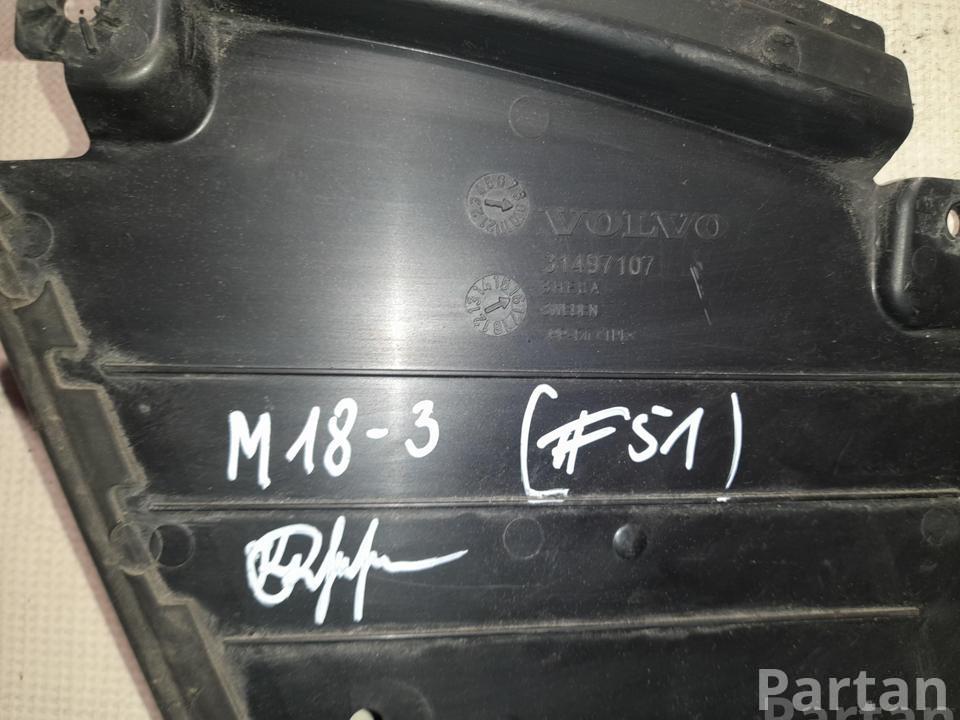 VOLVO
31497107
SWEDEN
M18-3 (#51)
Partan